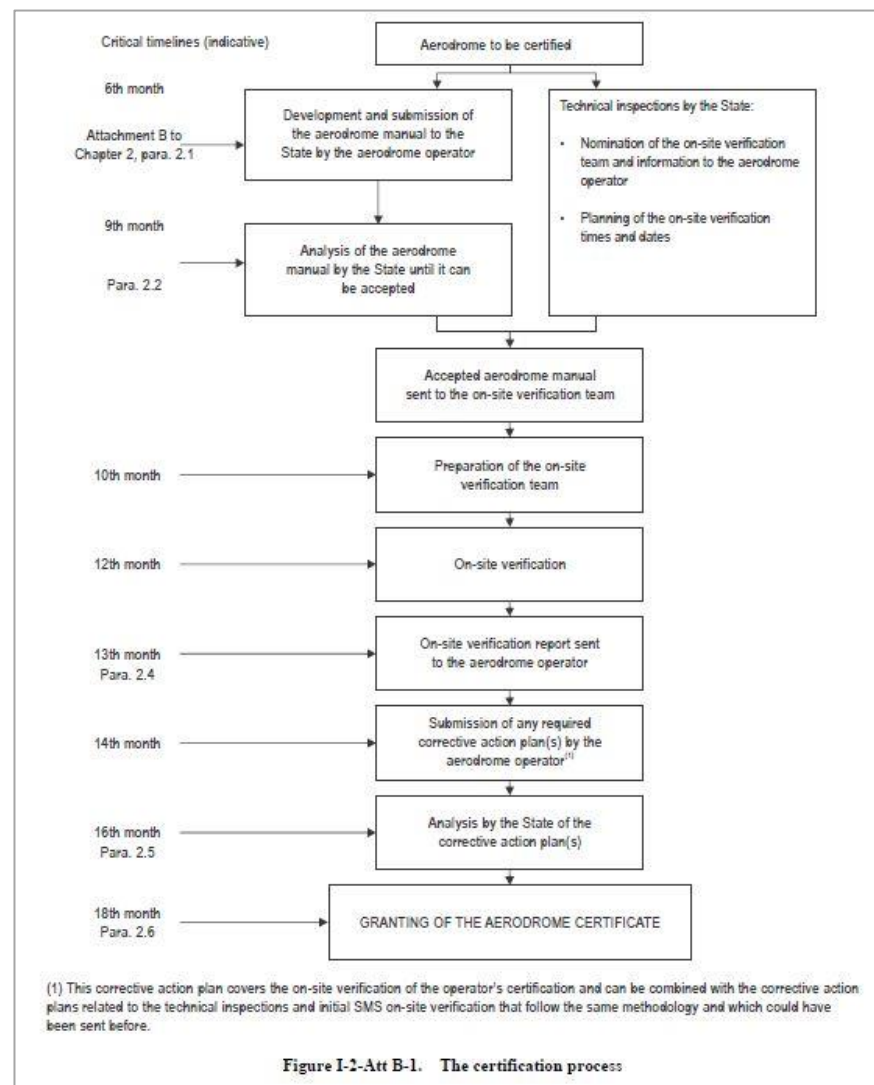 Critical timelines (indicative)
Aerodrome to be certified
6th month
Attachment B to
Chapter 2, para. 2.1
Development and submission of
the aerodrome manual to the
State by the aerodrome operator
Technical inspections by the State:
• Nomination of the on-site verification
team and information to the aerodrome
operator
• Planning of the on-site verification
times and dates
9th month
Para. 2.2
Analysis of the aerodrome
manual by the State until it can
be accepted
Accepted aerodrome manual
sent to the on-site verification team
10th month
Preparation of the on-site
verification team
12th month
On-site verification
13th month
Para. 2.4
On-site verification report sent
to the aerodrome operator
14th month
Submission of any required
corrective action plan(s) by the
aerodrome operator(1)
16th month
Para. 2.5
Analysis by the State of the
corrective action plan(s)
18th month
Para. 2.6
GRANTING OF THE AERODROME CERTIFICATE
(1) This corrective action plan covers the on-site verification of the operator's certification and can be combined with the corrective action
plans related to the technical inspections and initial SMS on-site verification that follow the same methodology and which could have
been sent before.
Figure I-2-Att B-1. The certification process